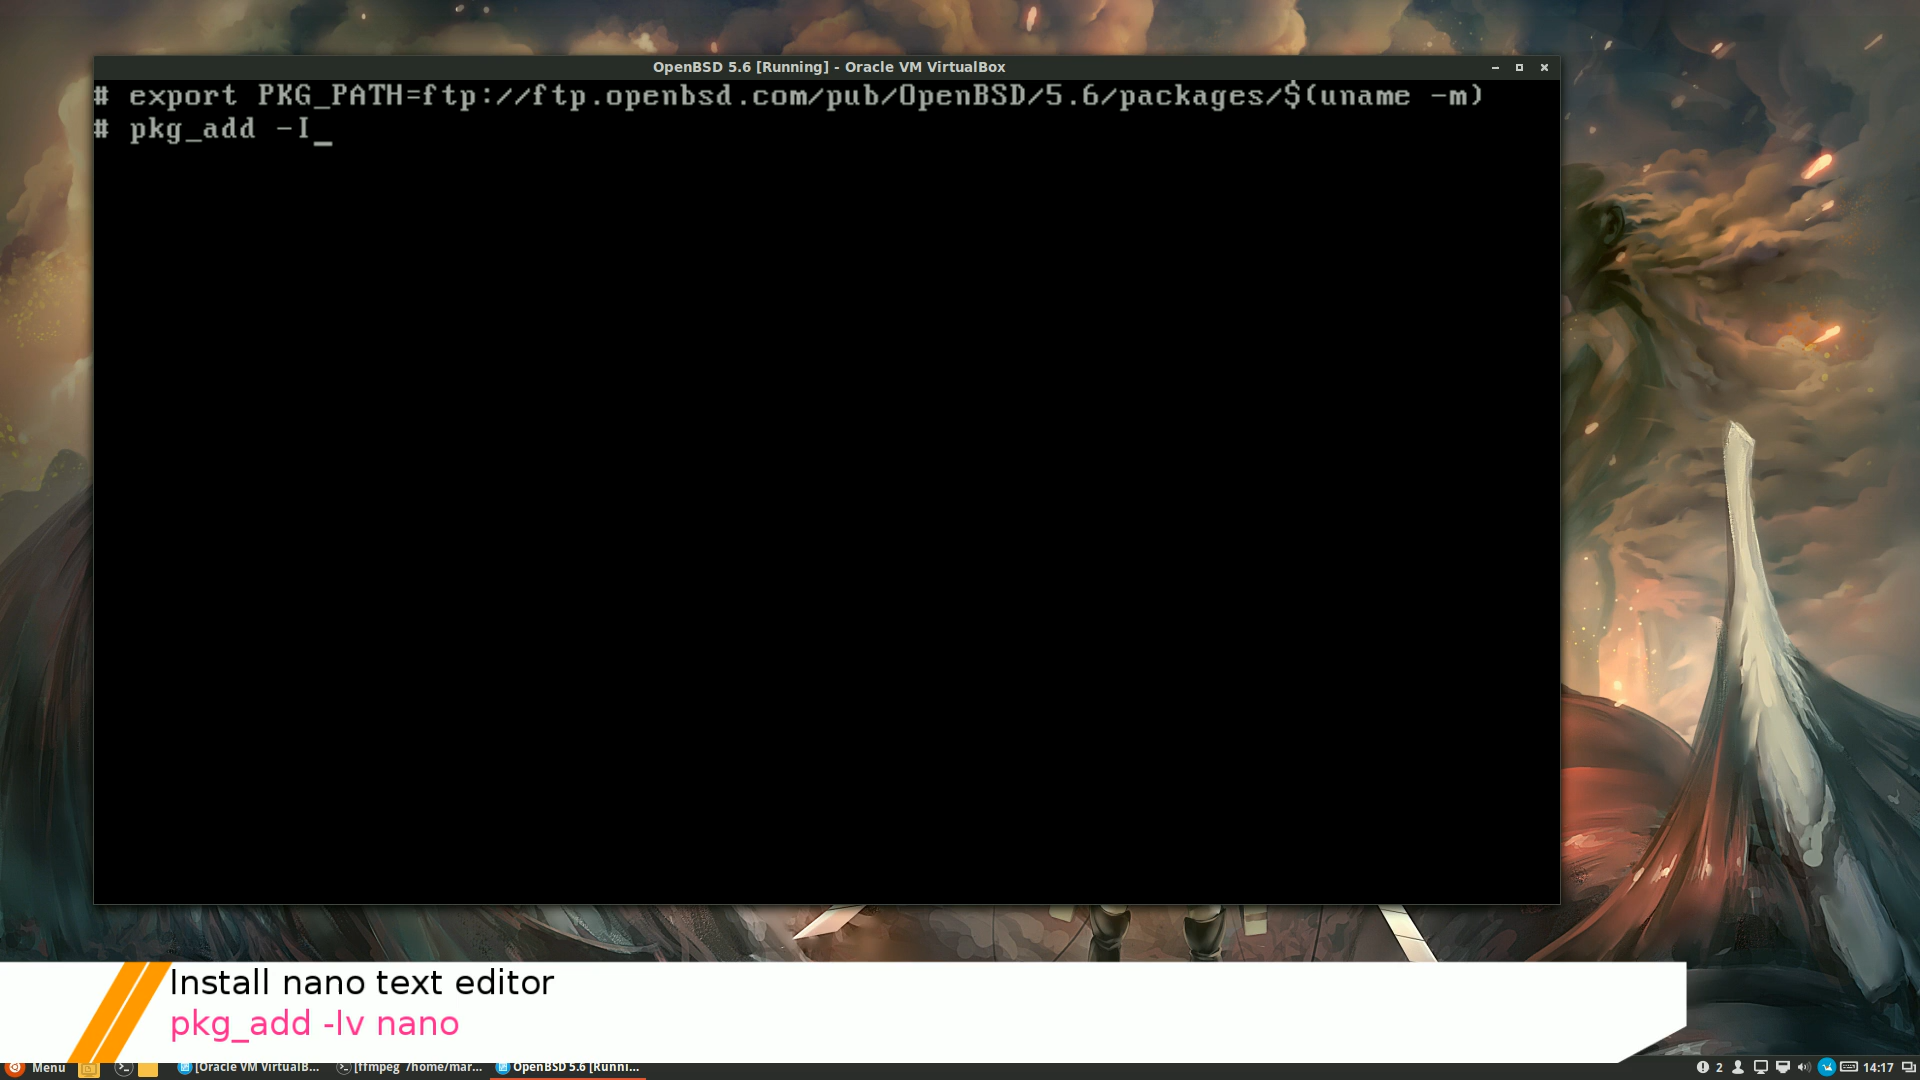 OpenBSD 5.6 [Running] - Oracle VM VirtualBox
# export PKG_PATH=ftp://ftp.openbsd.com/pub/OpenBSD/5.6/packages/$(uname -m)
# pkg_add -I_
Install nano text editor
pkg_add -Iv nano
Menu
[Oracle VM VirtualB...
[ffmpeg /home/mar...
OpenBSD 5.6 [Runni...
2
14:17